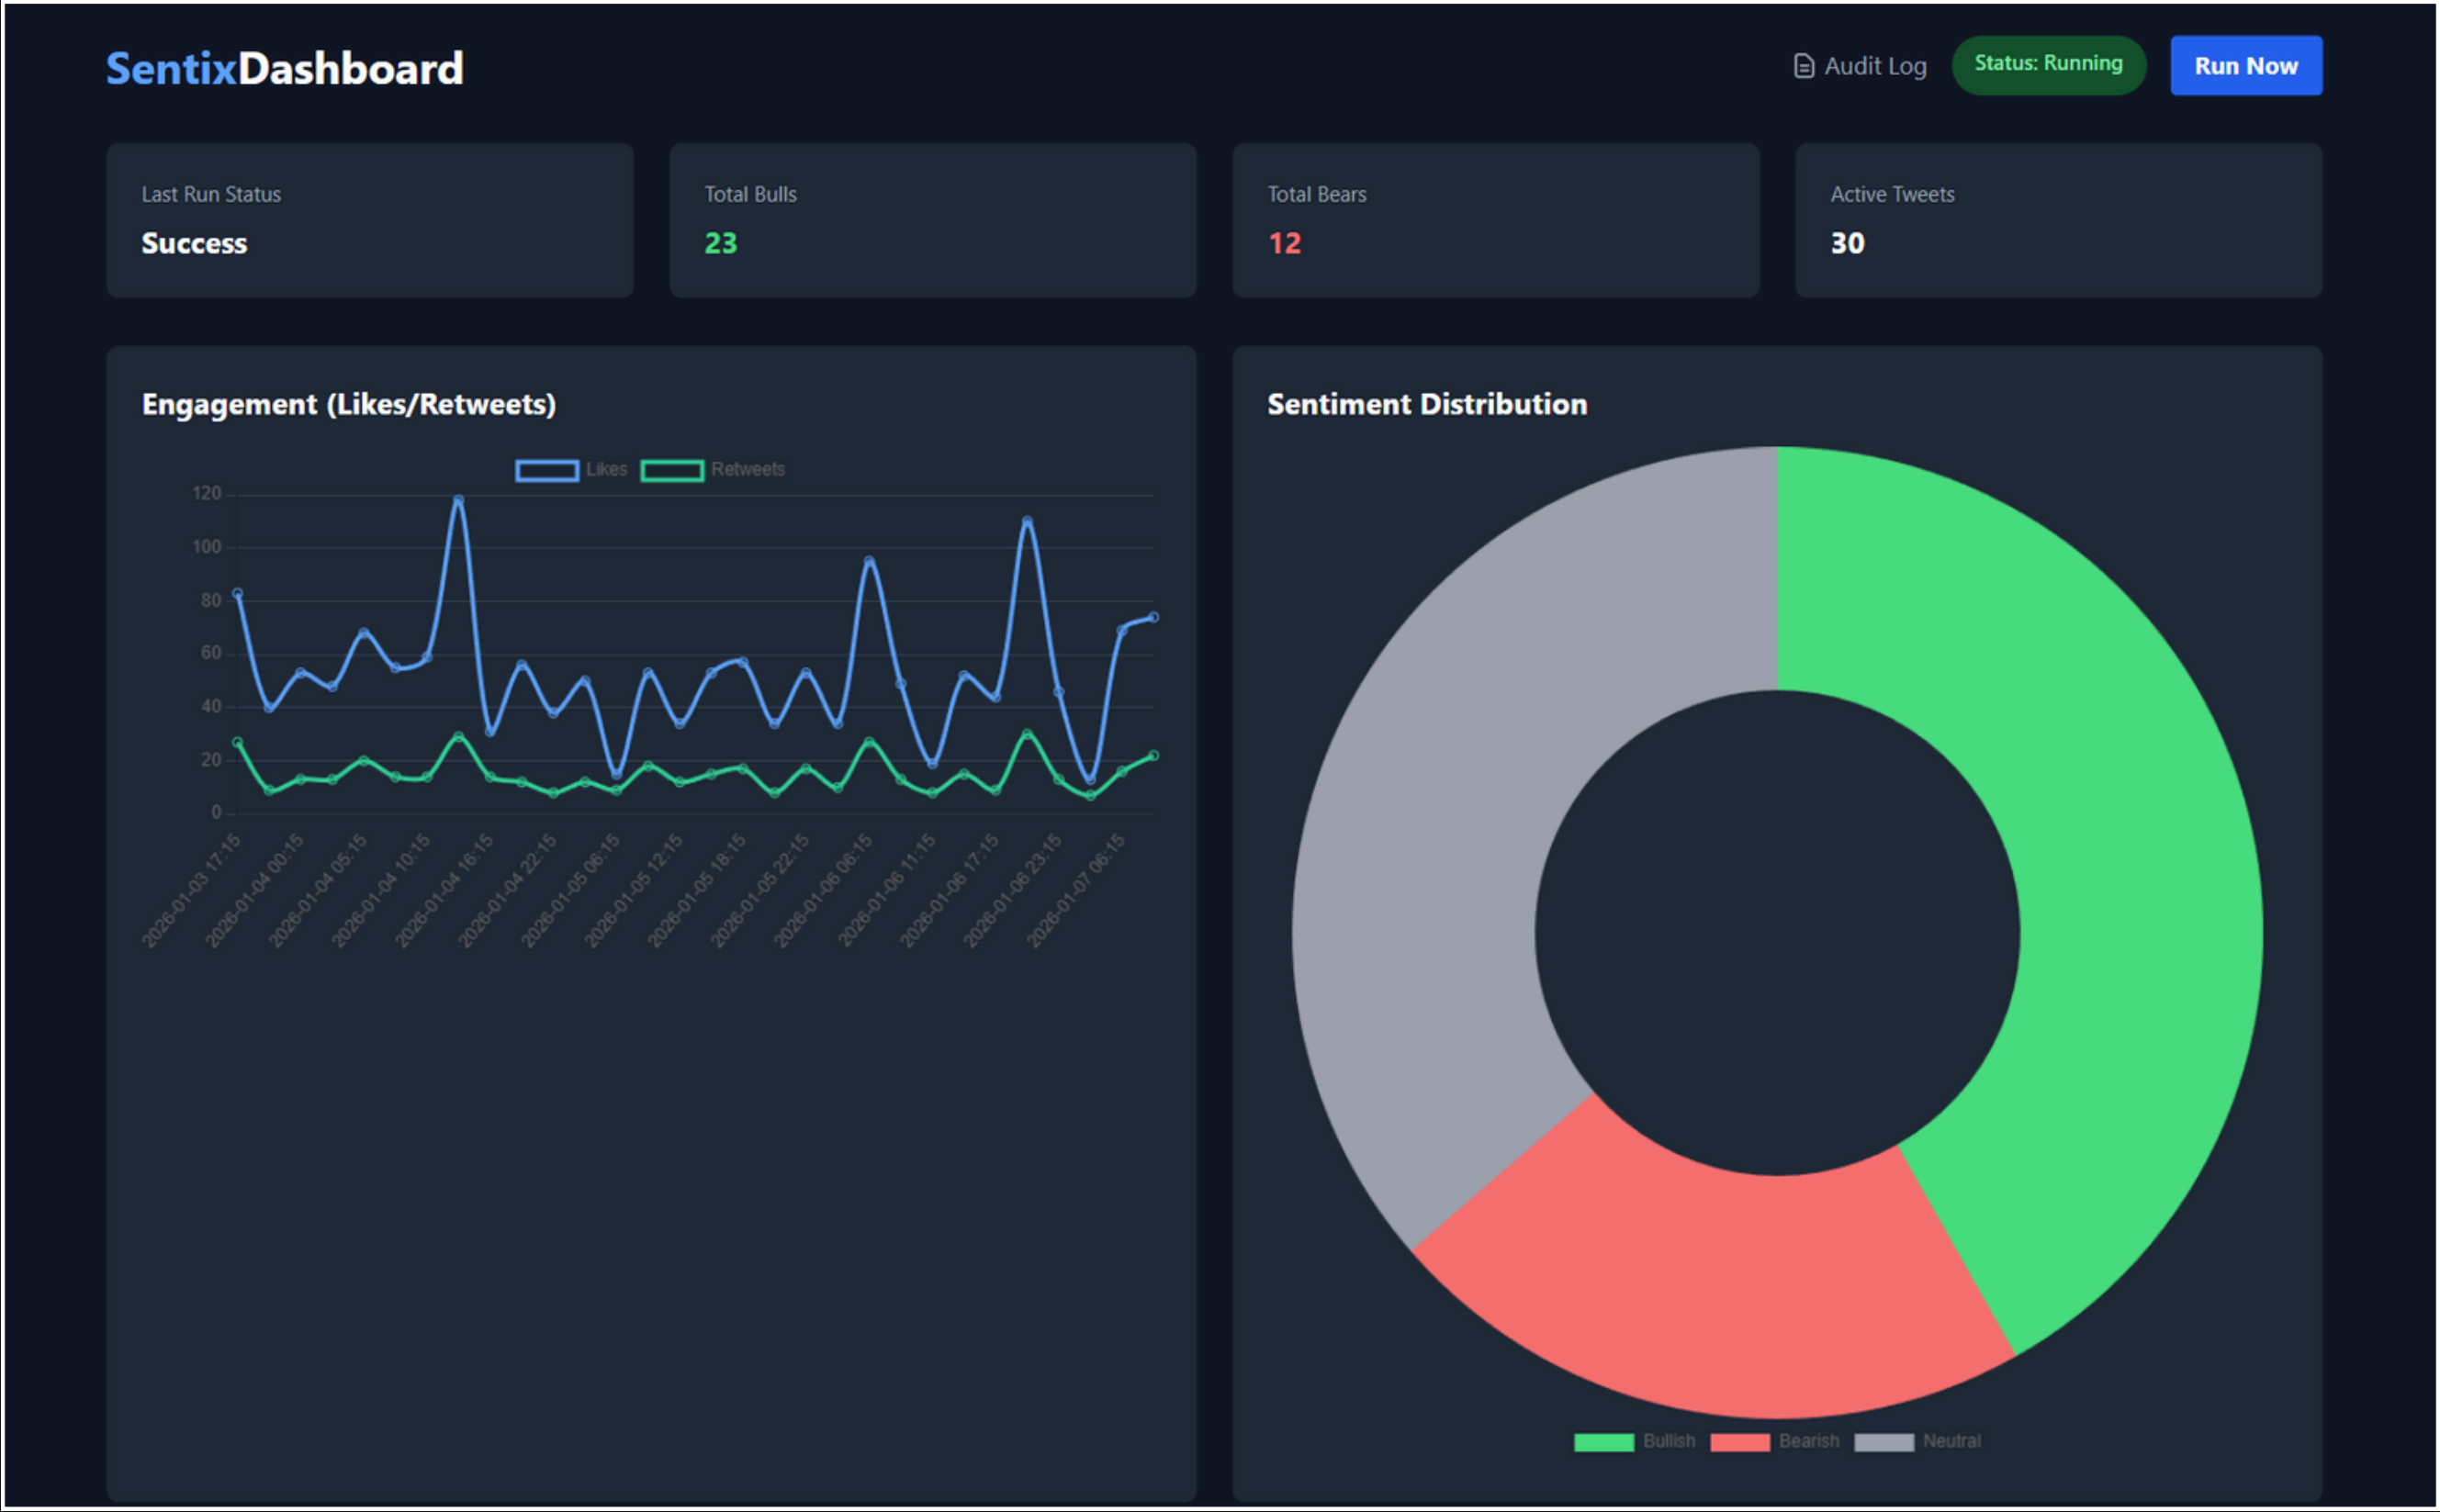 SentixDashboard
Audit Log
Status: Running
Run Now
Last Run Status
Success
Total Bulls
23
Total Bears
12
Active Tweets
30
Engagement (Likes/Retweets)
Likes
Retweets
120
100
80
60
40
20
0
2026-01-03 17:15
2026-01-04 00:15
2026-01-04 05:15
2026-01-04 10:15
2026-01-04 16:15
2026-01-04 22:15
2026-01-05 06:15
2026-01-05 12:15
2026-01-05 18:15
2026-01-05 22:15
2026-01-06 06:15
2026-01-06 11:15
2026-01-06 17:15
2026-01-06 23:15
2026-01-07 06:15
Sentiment Distribution
Bullish
Bearish
Neutral